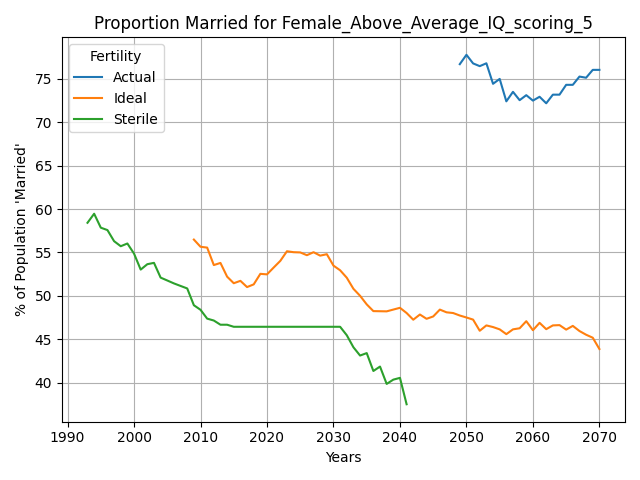 Proportion Married for Female_Above_Average_IQ_scoring_5
% of Population 'Married'
Fertility
Actual
Ideal
Sterile
75
70
65
60
55
50
45
40
1990 2000 2010 2020 2030 2040 2050 2060 2070
Years